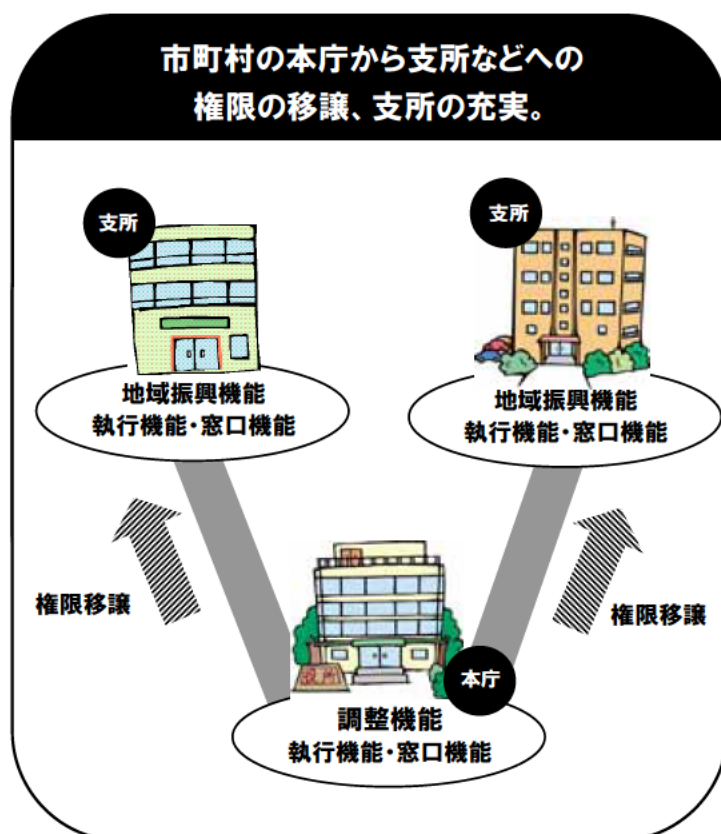 市町村の本庁から支所などへの
権限の移譲、支所の充実。
支所
支所
地域振興機能
執行機能・窓口機能
地域振興機能
執行機能・窓口機能
権限移譲
権限移譲
役所
本庁
調整機能
執行機能・窓口機能